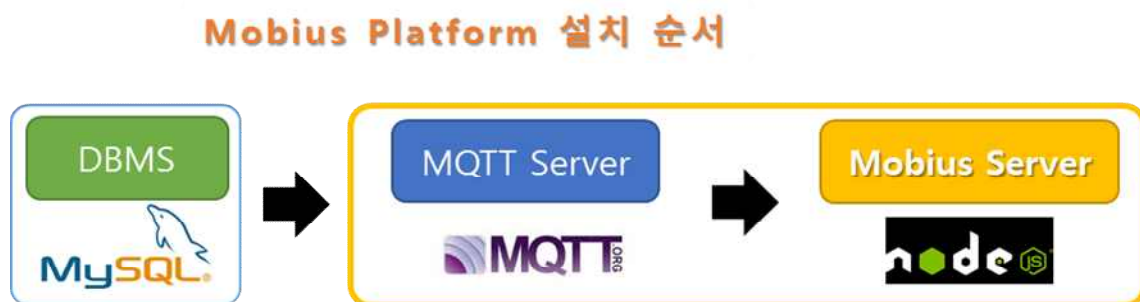 Mobius Platform 설치 순서
DBMS
MySQL®
MQTT Server
MQTT.ORG
Mobius Server
node JS